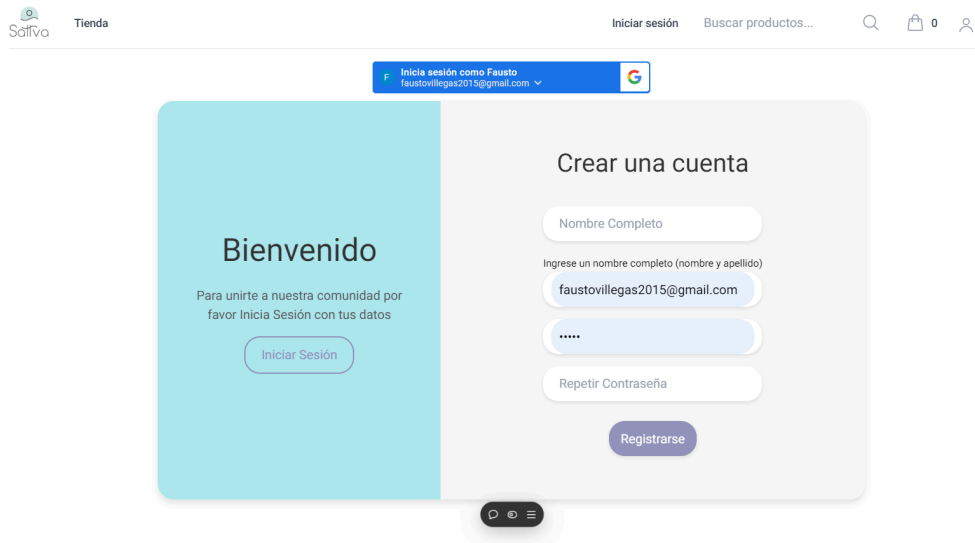 Sativa
Tienda
Iniciar sesión
Buscar productos...
0
F
Inicia sesión como Fausto
faustovillegas2015@gmail.com
G
Bienvenido
Para unirte a nuestra comunidad por
favor Inicia Sesión con tus datos
Iniciar Sesión
Crear una cuenta
Nombre Completo
Ingrese un nombre completo (nombre y apellido)
faustovillegas2015@gmail.com
•••••
Repetir Contraseña
Registrarse